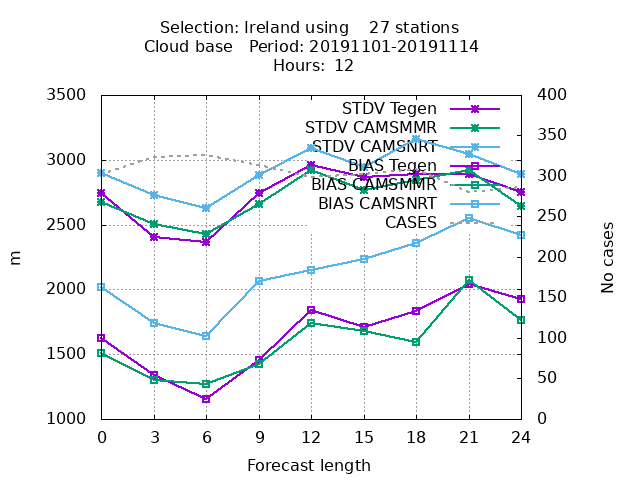 Selection: Ireland using    27 stations
Cloud base   Period: 20191101-20191114
Hours:  12
3500
3000
2500
2000
1500
1000
m
400
350
300
250
200
150
100
50
0
No cases
STDV Tegen
STDV CAMSMMR
STDV CAMSNRT
BIAS Tegen
BIAS CAMSMMR
BIAS CAMSNRT
CASES
0 3 6 9 12 15 18 21 24
Forecast length